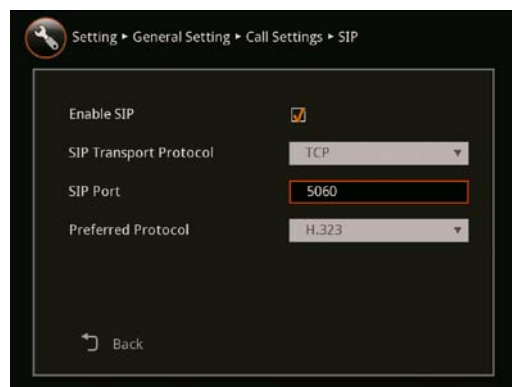 Setting ▸ General Setting ▸ Call Settings ▸ SIP
Enable SIP
SIP Transport Protocol TCP
SIP Port 5060
Preferred Protocol H.323
Back